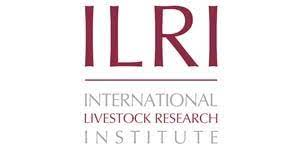 ILRI
INTERNATIONAL
LIVESTOCK RESEARCH
INSTITUTE